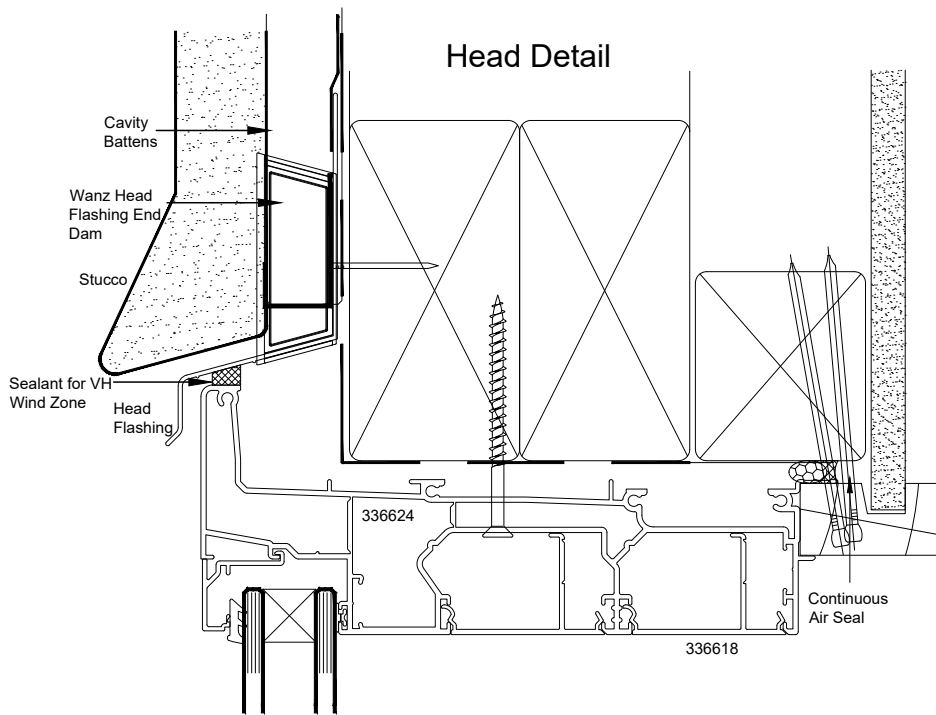 Head Detail
Cavity
Battens
Wanz Head
Flashing End
Dam
Stucco
Sealant for VH
Wind Zone
Head
Flashing
336624
Continuous
Air Seal
336618